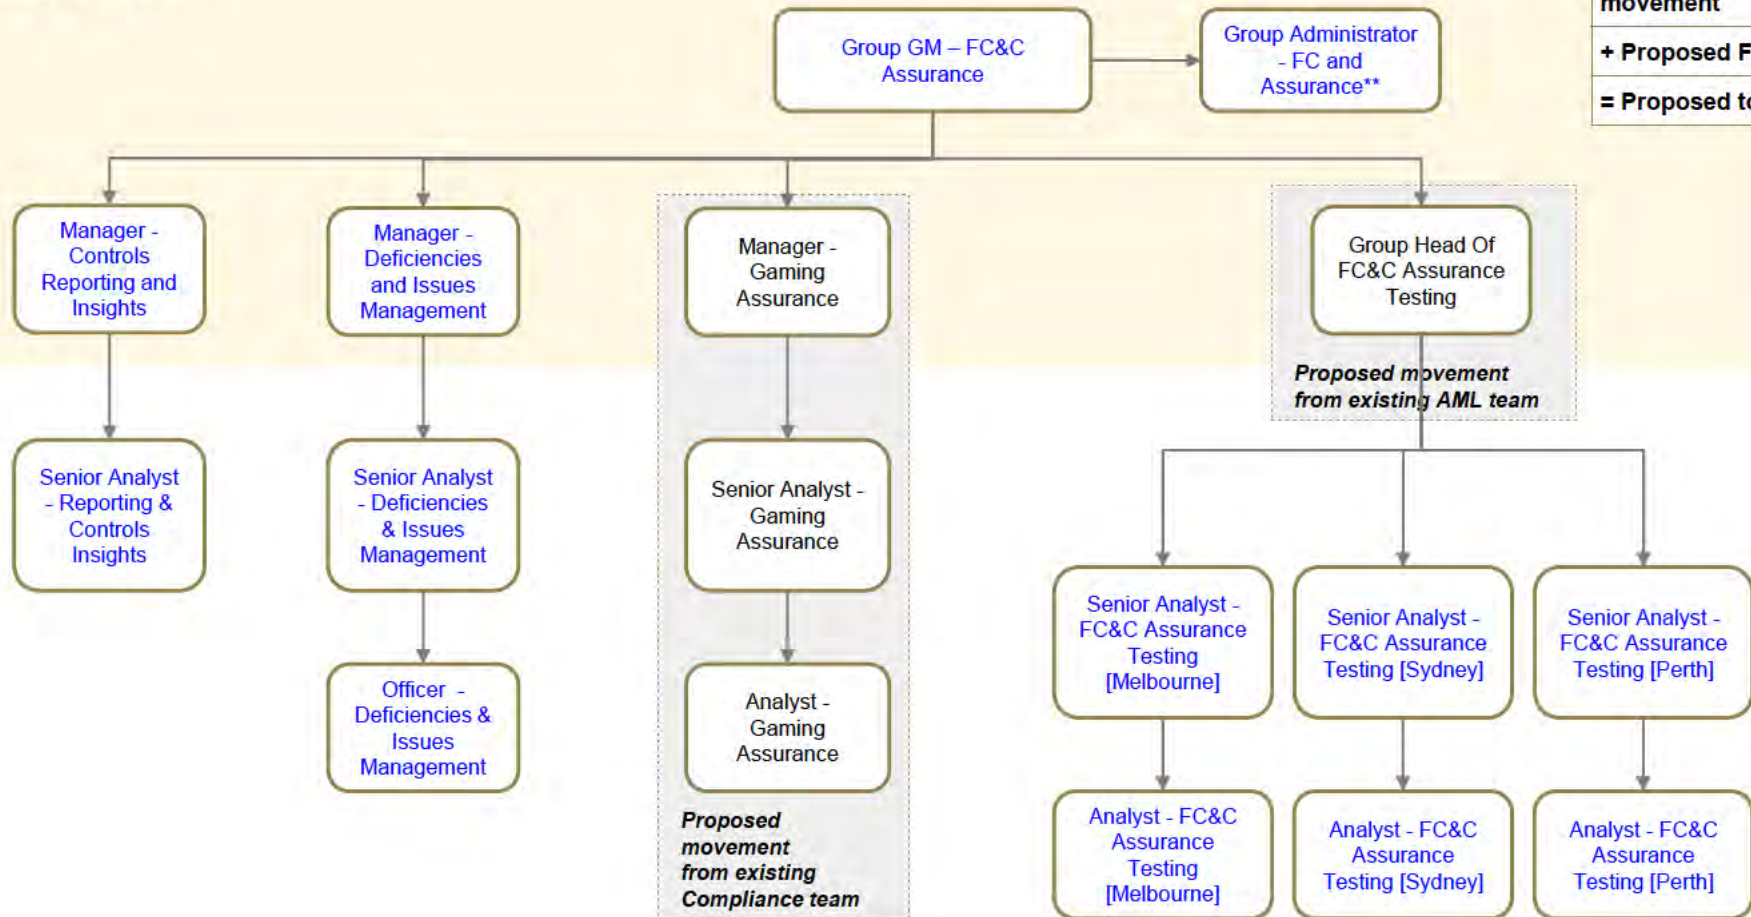 movement
+ Proposed F
= Proposed to
Group GM – FC&C
Assurance
Group Administrator
- FC and
Assurance**
Manager -
Controls
Reporting and
Insights
Manager -
Deficiencies
and Issues
Management
Manager -
Gaming
Assurance
Group Head Of
FC&C Assurance
Testing
Proposed movement
from existing AML team
Senior Analyst
- Reporting &
Controls
Insights
Senior Analyst
- Deficiencies
& Issues
Management
Senior Analyst -
Gaming
Assurance
Senior Analyst -
FC&C Assurance
Testing
[Melbourne]
Senior Analyst -
FC&C Assurance
Testing [Sydney]
Senior Analyst -
FC&C Assurance
Testing [Perth]
Officer -
Deficiencies &
Issues
Management
Analyst -
Gaming
Assurance
Proposed
movement
from existing
Compliance team
Analyst - FC&C
Assurance
Testing
[Melbourne]
Analyst - FC&C
Assurance
Testing [Sydney]
Analyst - FC&C
Assurance
Testing [Perth]